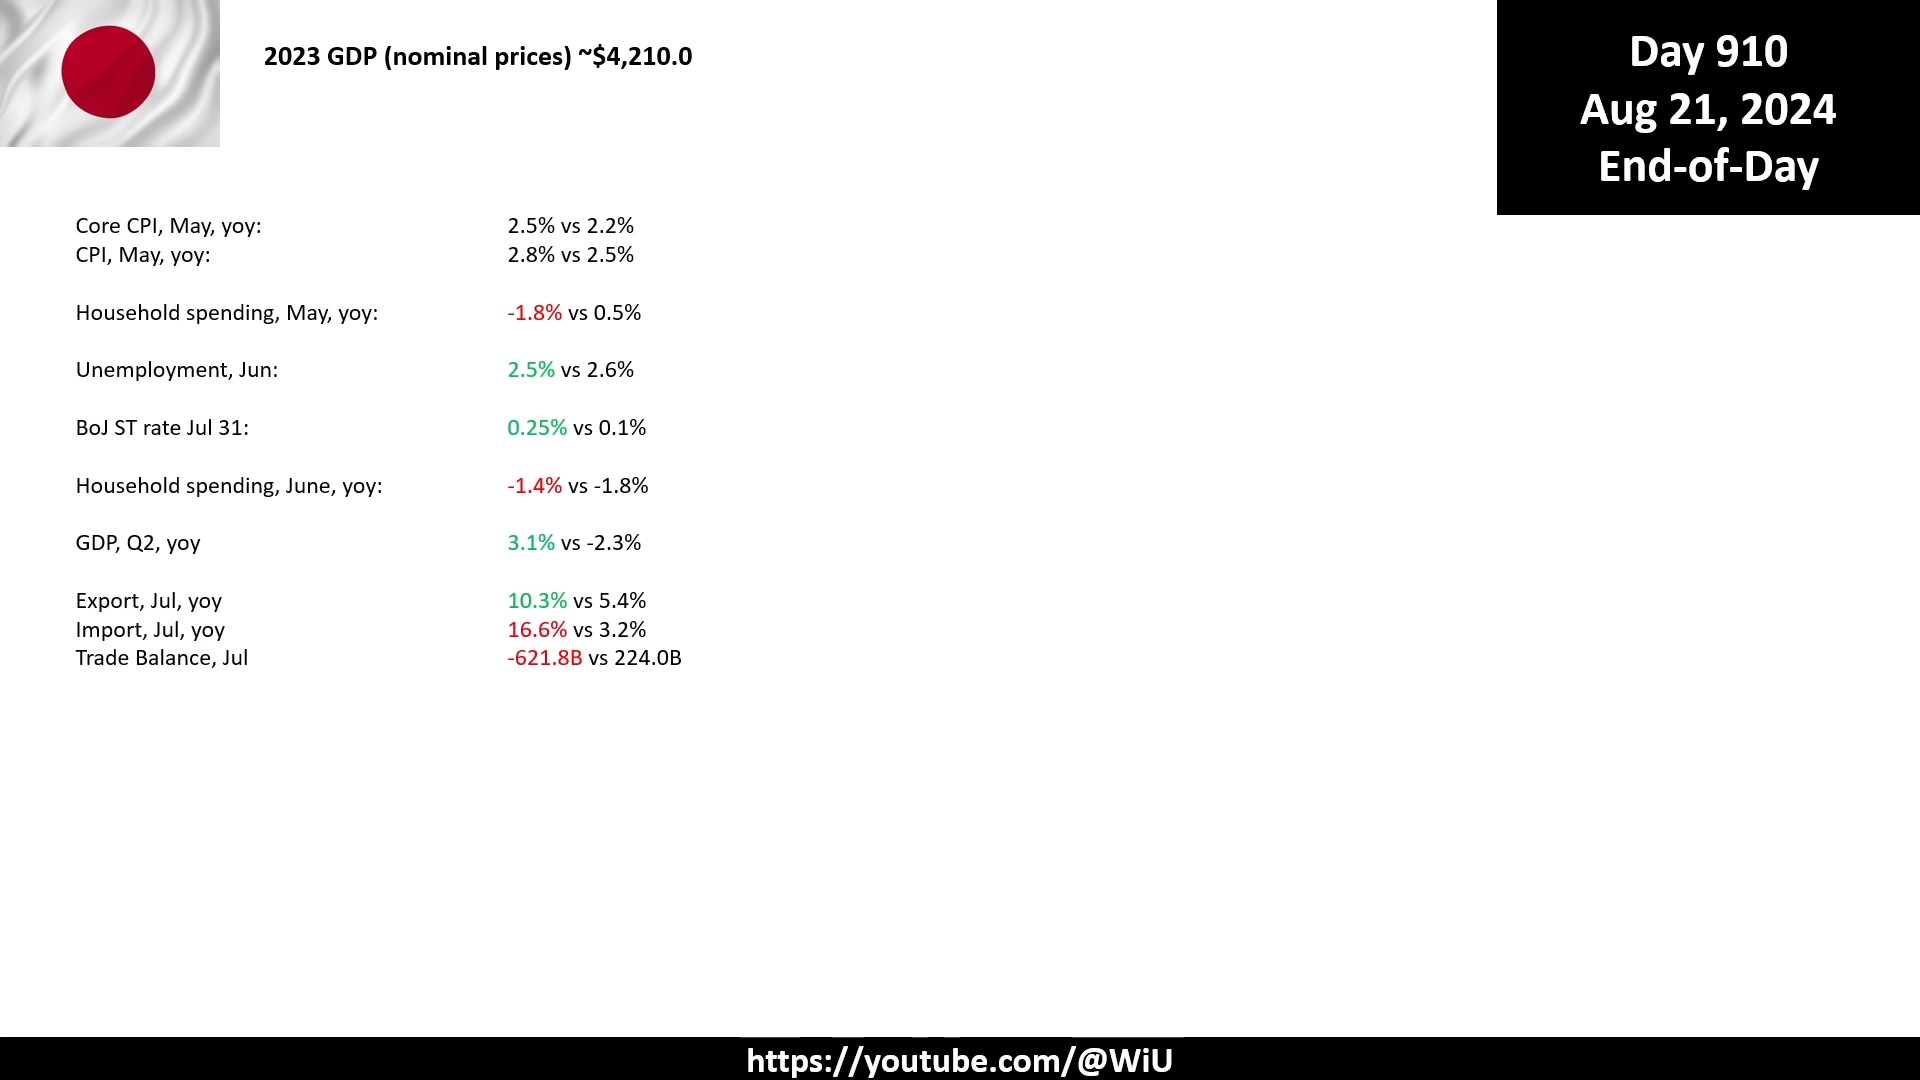 2023 GDP (nominal prices) ~$4,210.0
Day 910
Aug 21, 2024
End-of-Day
Core CPI, May, yoy: 2.5% vs 2.2%
CPI, May, yoy: 2.8% vs 2.5%
Household spending, May, yoy: -1.8% vs 0.5%
Unemployment, Jun: 2.5% vs 2.6%
BoJ ST rate Jul 31: 0.25% vs 0.1%
Household spending, June, yoy: -1.4% vs -1.8%
GDP, Q2, yoy 3.1% vs -2.3%
Export, Jul, yoy 10.3% vs 5.4%
Import, Jul, yoy 16.6% vs 3.2%
Trade Balance, Jul -621.8B vs 224.0B
https://youtube.com/@WiU